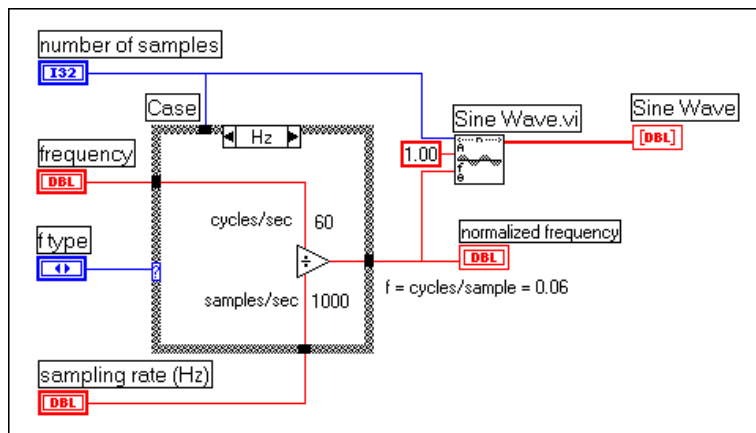 number of samples
I32
Case
Hz
Sine Wave.vi
Sine Wave
n
A
f
θ
1.00
[DBL]
frequency
DBL
cycles/sec 60
f type
?
÷
normalized frequency
DBL
samples/sec 1000
f = cycles/sample = 0.06
sampling rate (Hz)
DBL